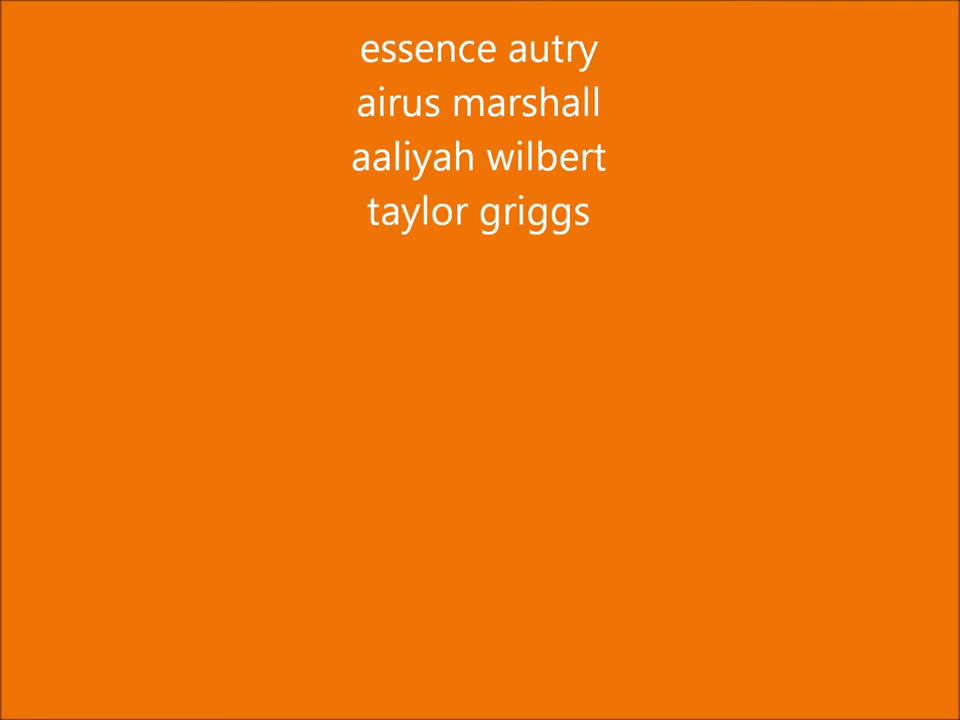 essence autry
airus marshall
aaliyah wilbert
taylor griggs